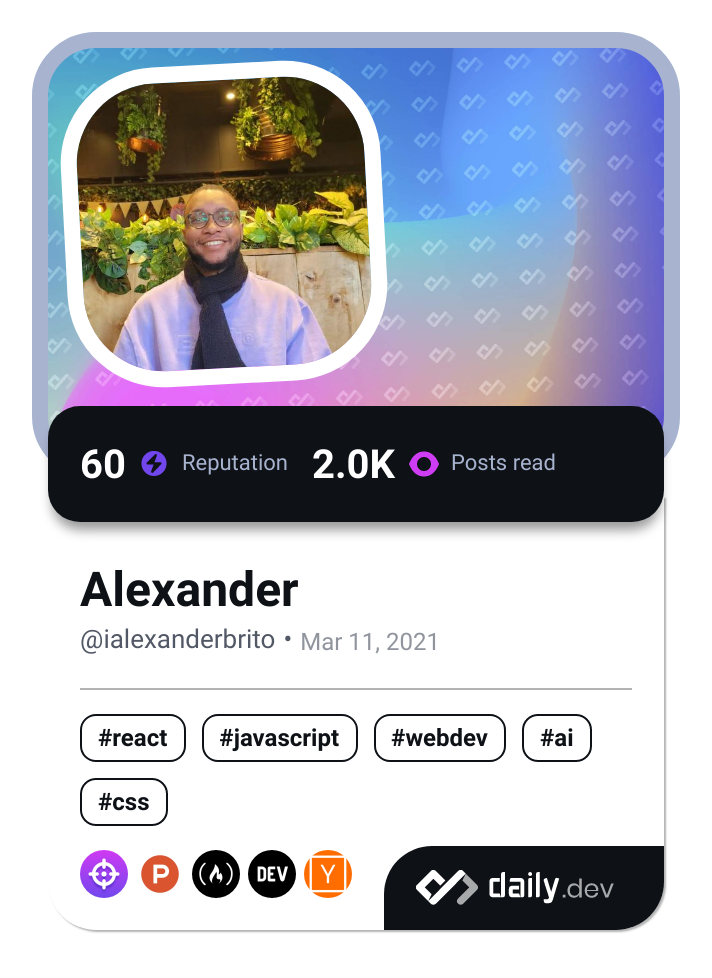 60 Reputation 2.0K Posts read
Alexander
@ialexanderbrito • Mar 11, 2021
#react #javascript #webdev #ai
#css
P DEV Y daily.dev